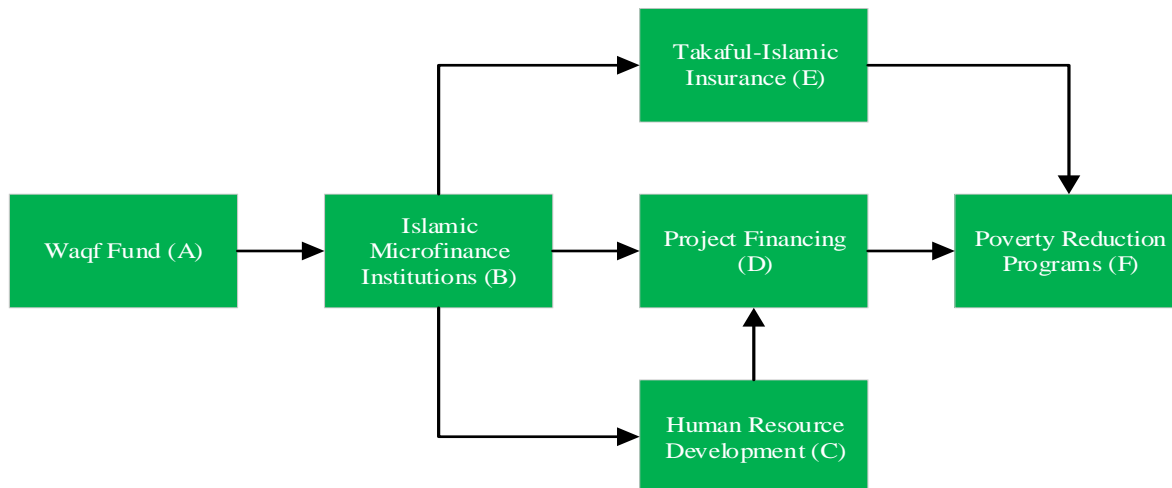 Takaful-Islamic
Insurance (E)
Waqf Fund (A)
Islamic
Microfinance
Institutions (B)
Project Financing
(D)
Poverty Reduction
Programs (F)
Human Resource
Development (C)